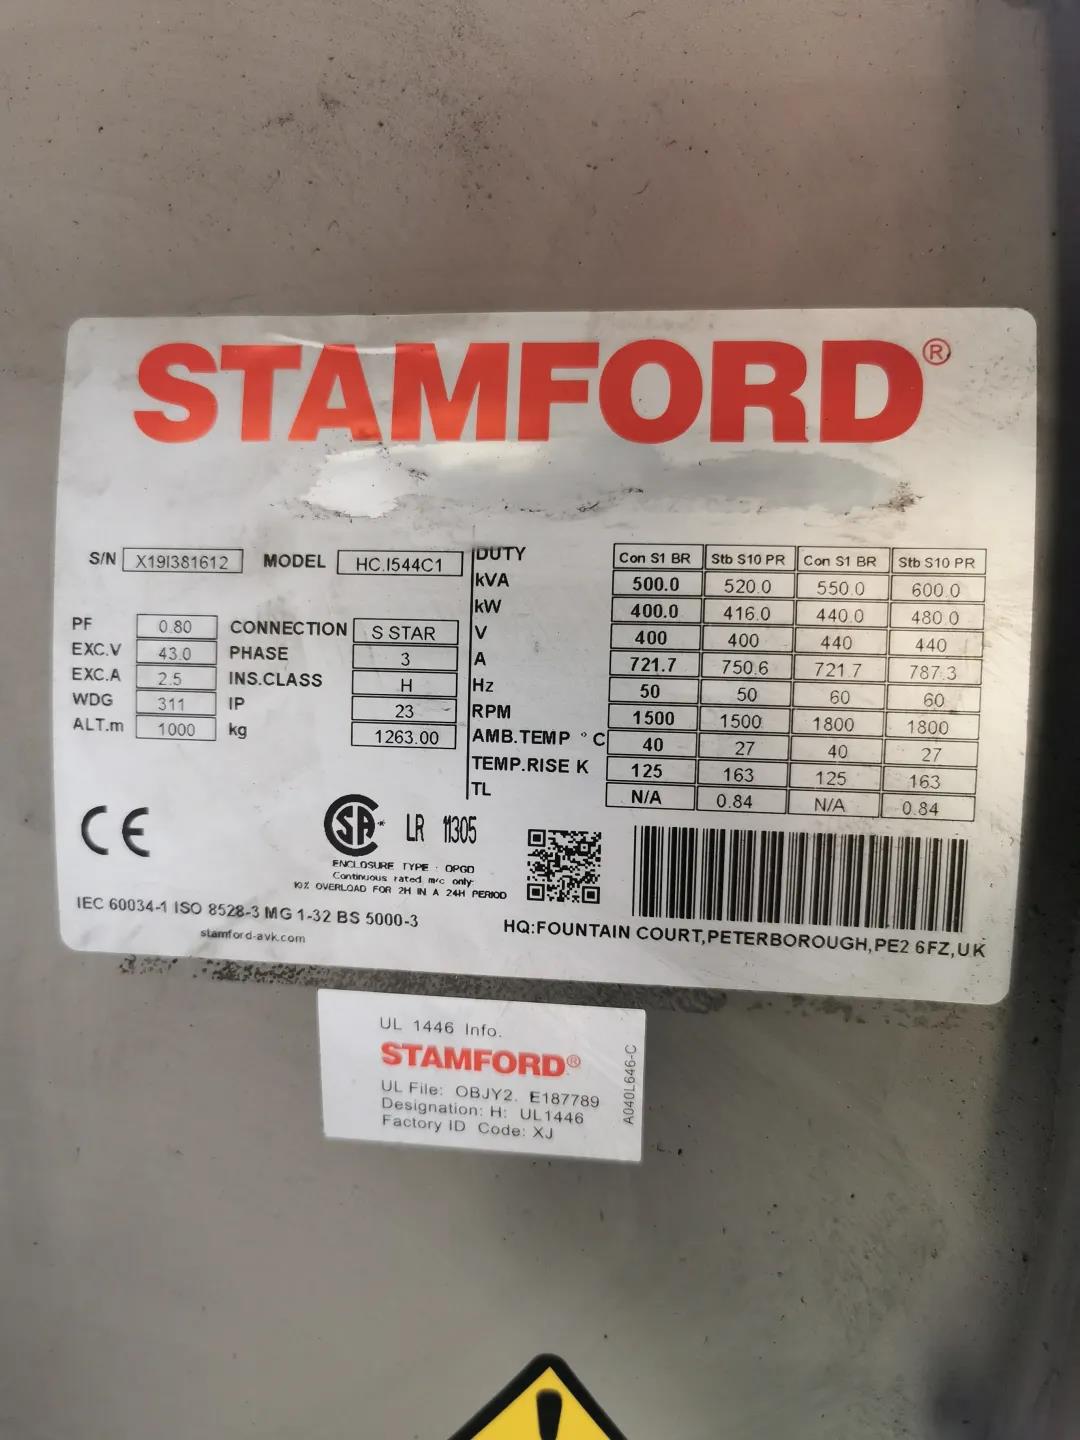 STAMFORD®
S/N X19I381612 MODEL HC.I544C1
PF 0.80 CONNECTION S STAR
EXC.V 43.0 PHASE 3
EXC.A 2.5 INS.CLASS H
WDG 311 IP 23
ALT.m 1000 kg 1263.00
DUTY Con S1 BR Stb S10 PR Con S1 BR Stb S10 PR
kVA 500.0 520.0 550.0 600.0
kW 400.0 416.0 440.0 480.0
V 400 400 440 440
A 721.7 750.6 721.7 787.3
Hz 50 50 60 60
RPM 1500 1500 1800 1800
AMB.TEMP °C 40 27 40 27
TEMP.RISE K 125 163 125 163
TL N/A 0.84 N/A 0.84
CE
SA LR 11305
ENCLOSURE TYPE : OPGD
Continuous rated m/c only:
10% OVERLOAD FOR 2H IN A 24H PERIOD
IEC 60034-1 ISO 8528-3 MG 1-32 BS 5000-3
stamford-avk.com
HQ:FOUNTAIN COURT,PETERBOROUGH,PE2 6FZ,UK
UL 1446 Info.
STAMFORD®
UL File: OBJY2. E187789
Designation: H: UL1446
Factory ID Code: XJ
A040L646-C